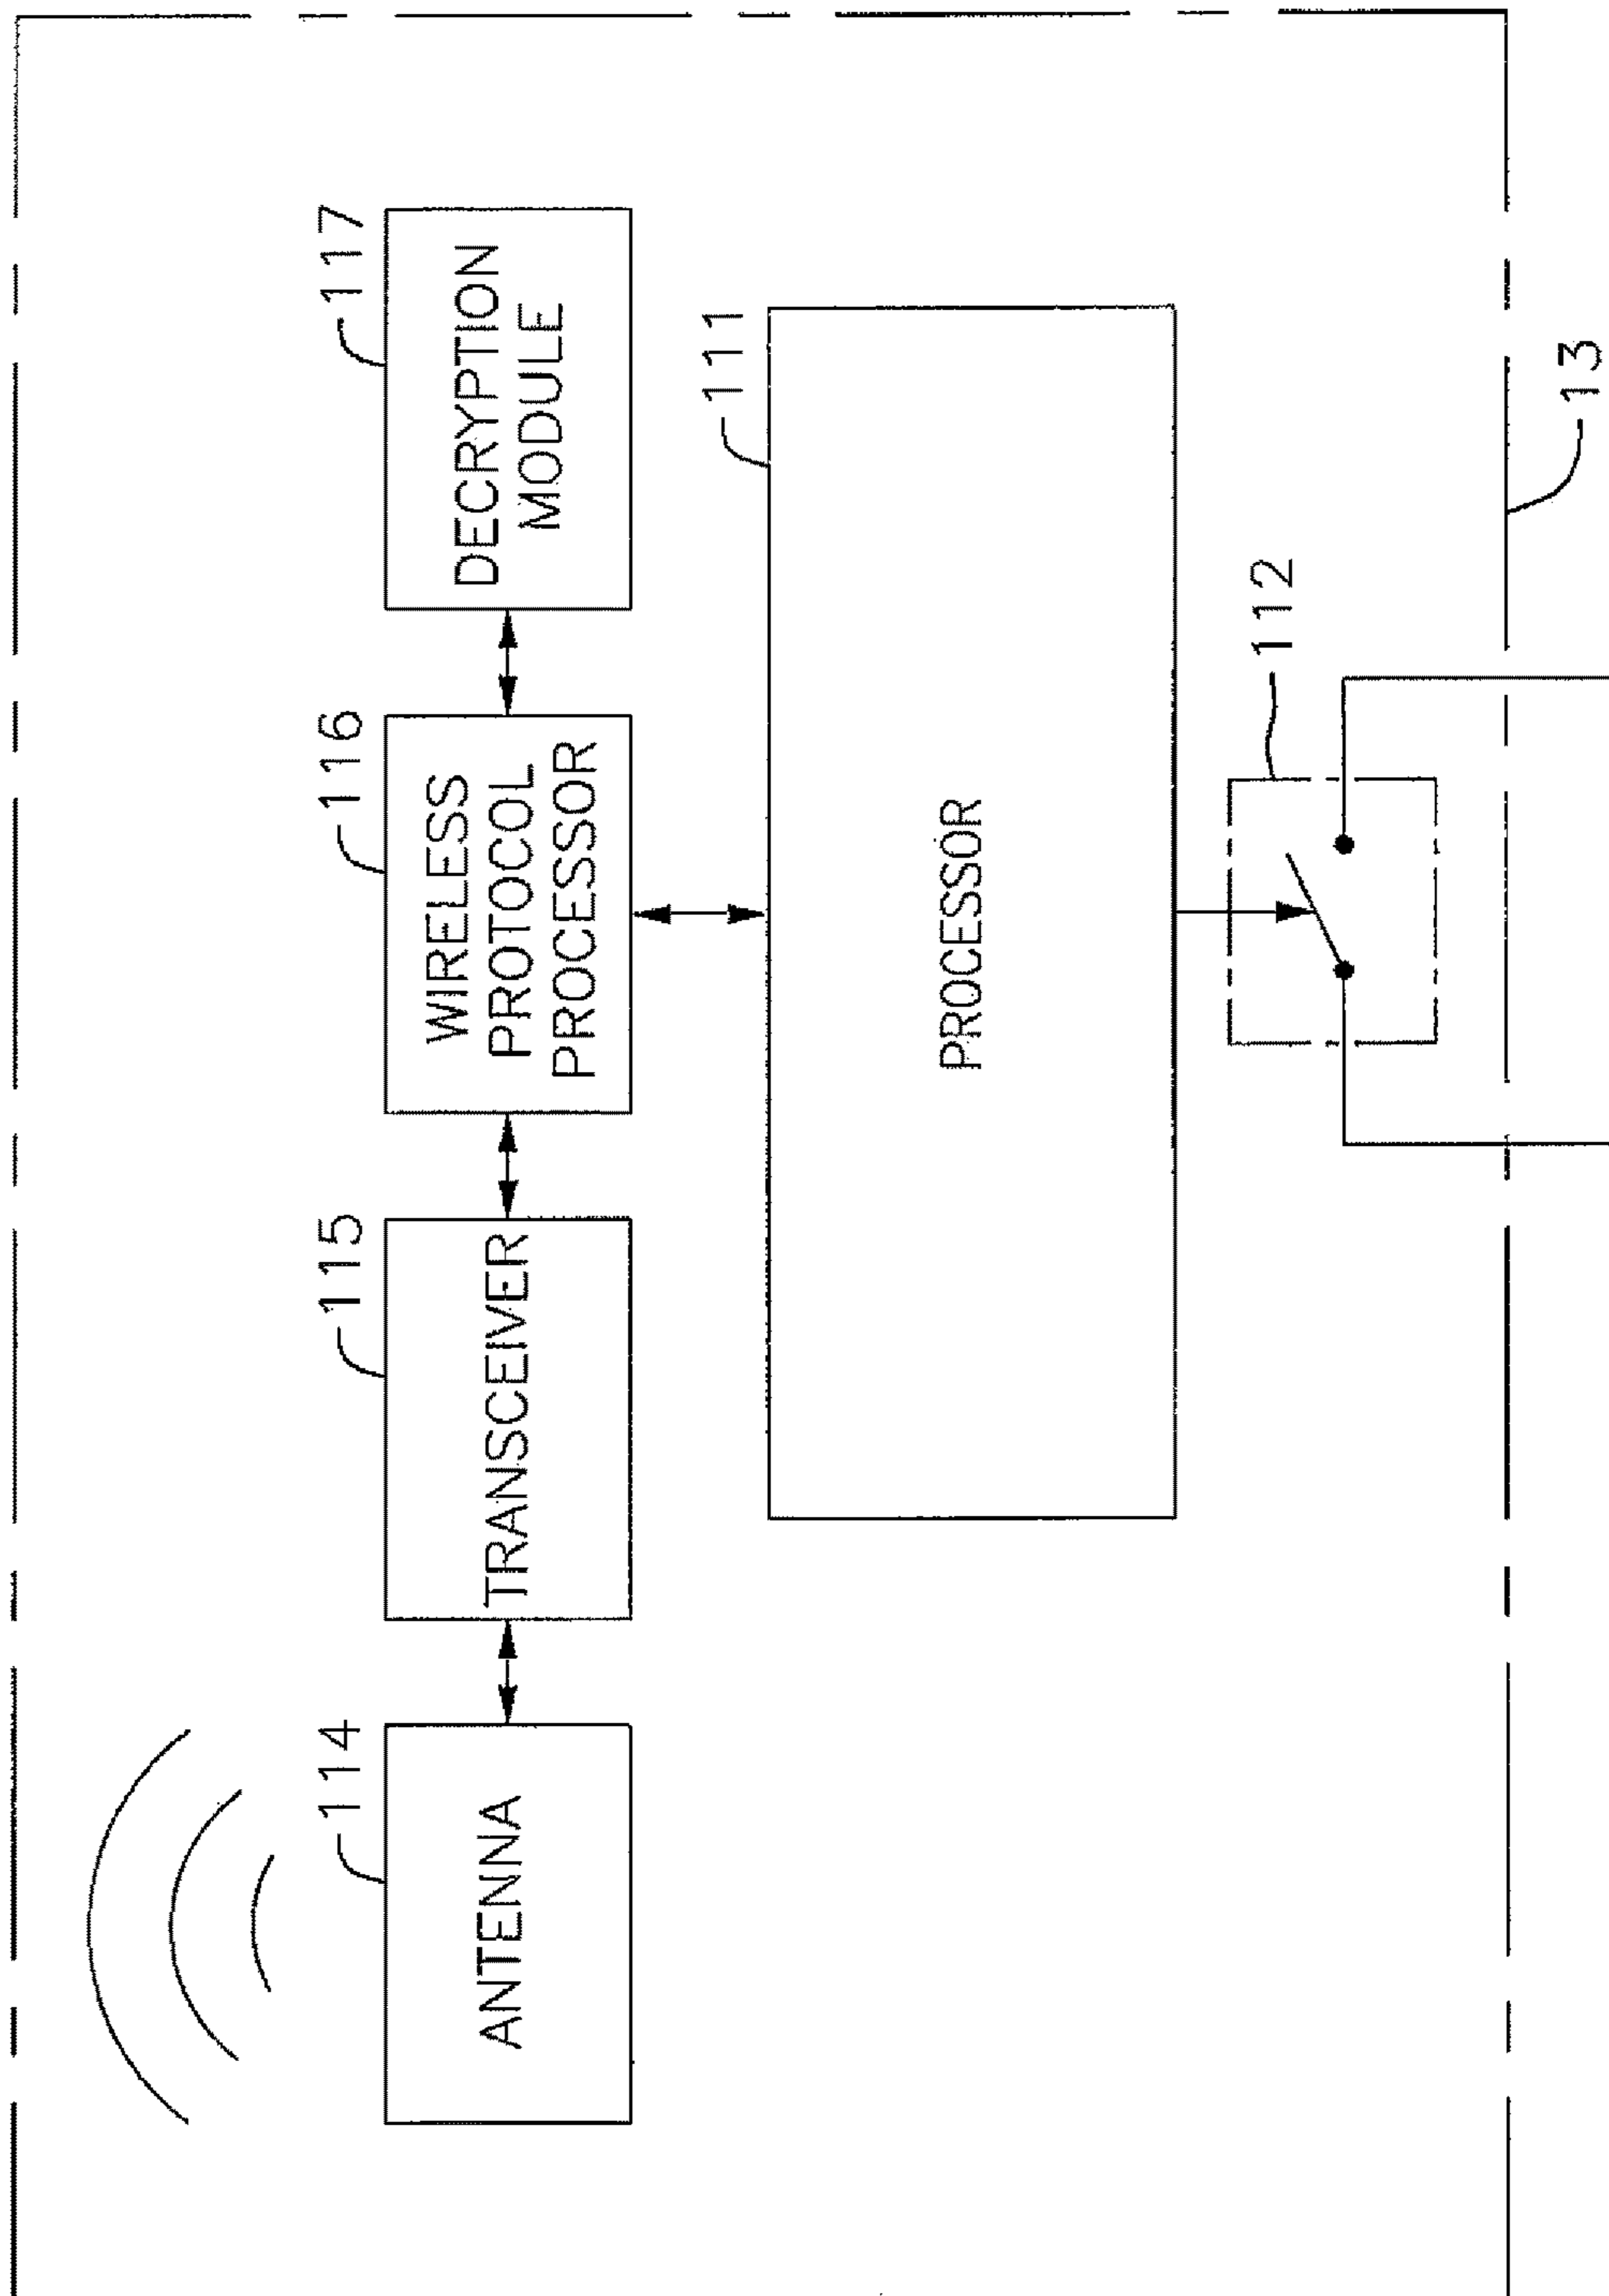 114
ANTENNA
115
TRANSCEIVER
116
WIRELESS
PROTOCOL
PROCESSOR
117
DECRYPTION
MODULE
111
PROCESSOR
112
13